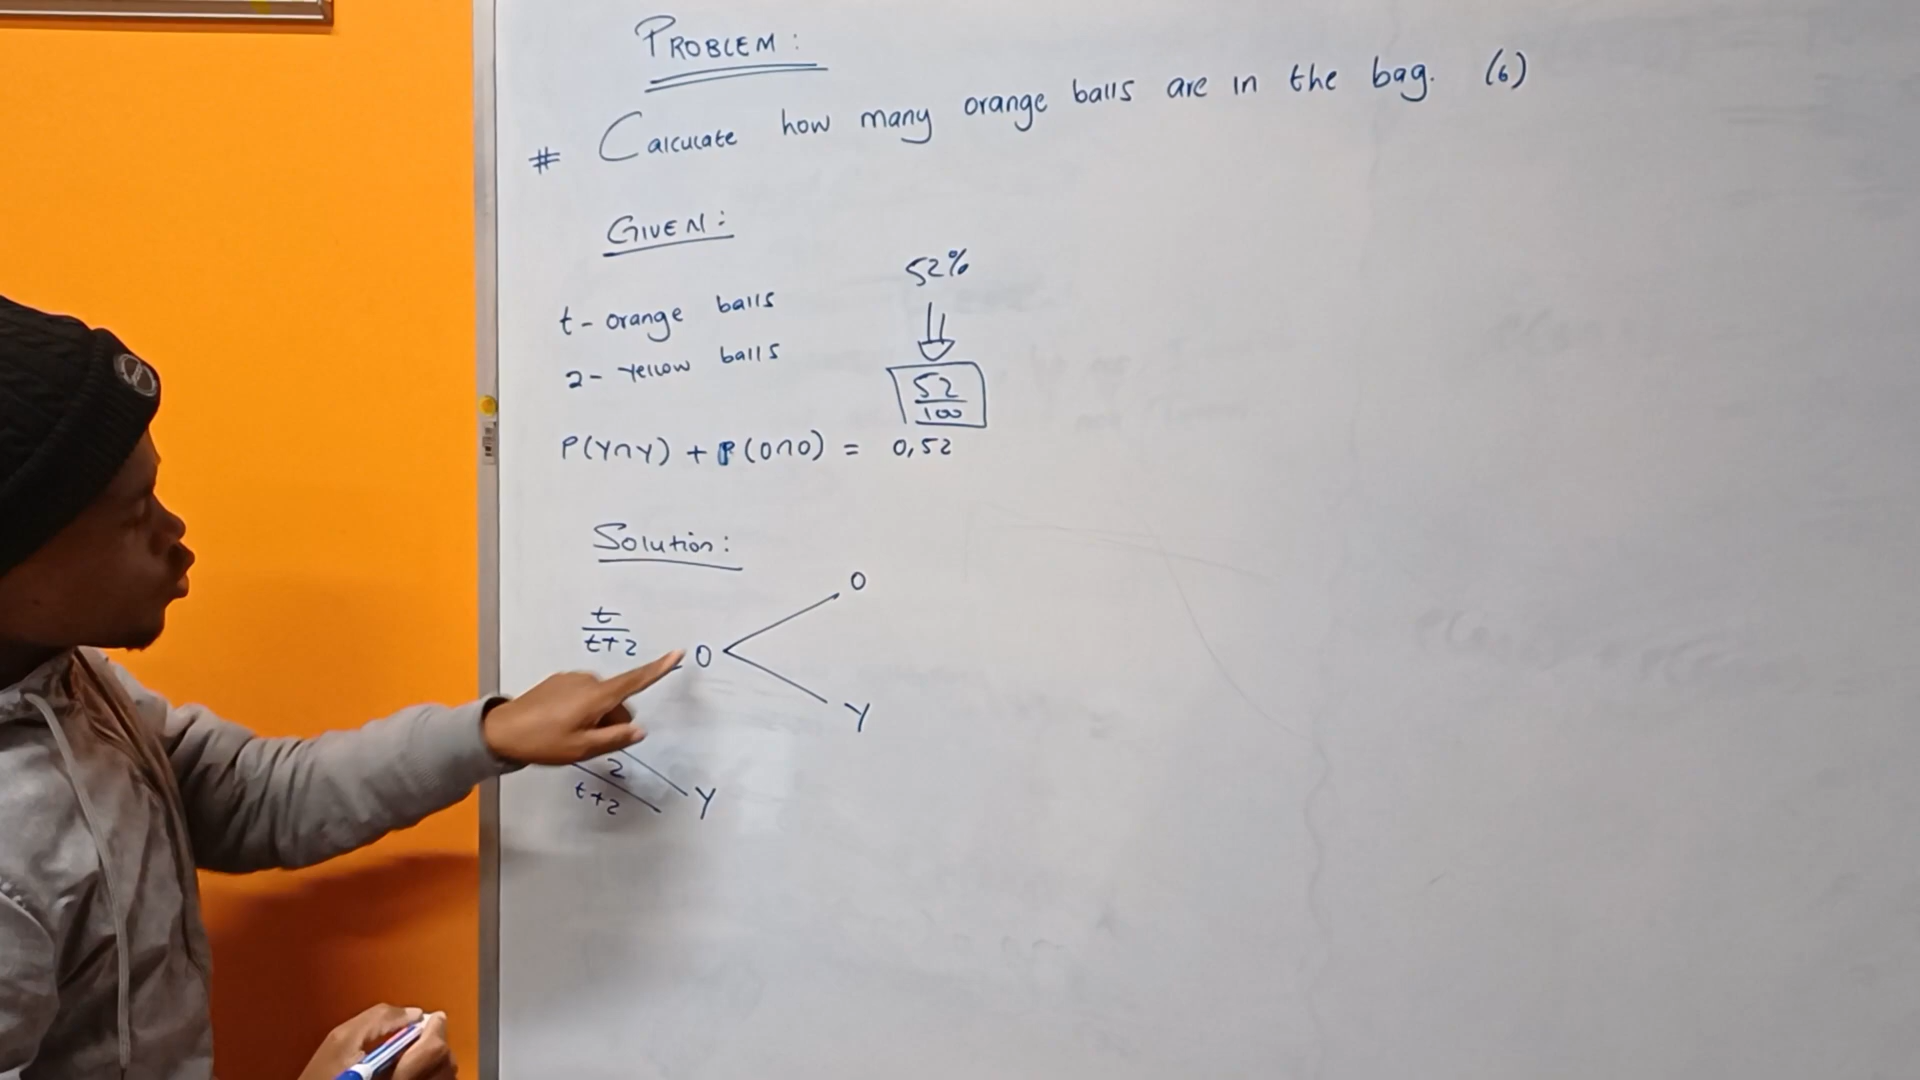 PROBLEM:
# Calculate how many orange balls are in the bag. (6)
GIVEN:
52%
t - orange balls
2 - yellow balls
52
100
P(Y∩Y) + P(O∩O) = 0,52
Solution:
O
t
t+2
O
Y
2
t+2
Y